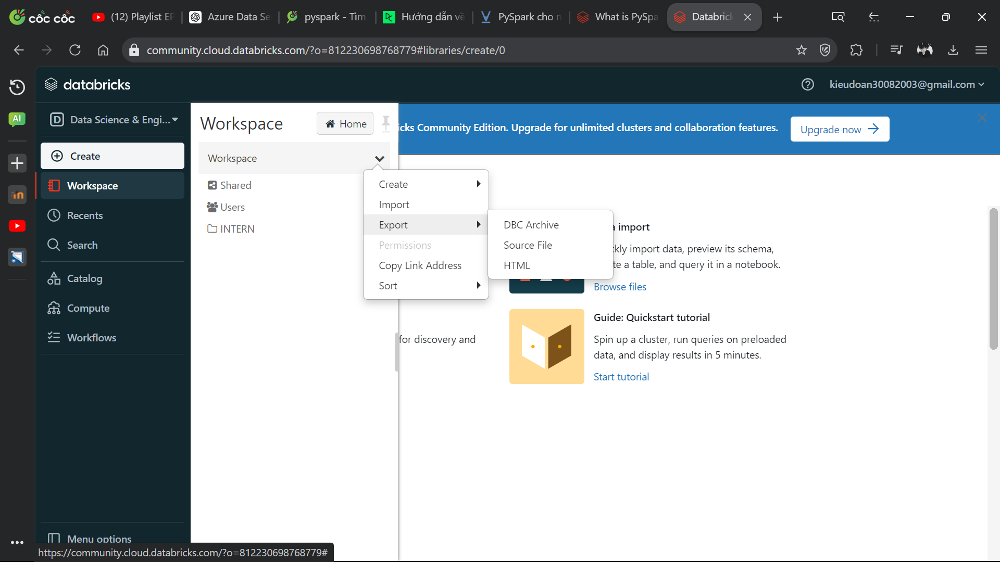 cốc cốc
(12) Playlist EP
Azure Data Se
pyspark - Tìm
Hướng dẫn về
PySpark cho n
What is PySpa
Databrick
community.cloud.databricks.com/?o=812230698768779#libraries/create/0
databricks
kieudoan30082003@gmail.com
AI
D Data Science & Engi...
Create
Workspace
Recents
Search
Catalog
Compute
Workflows
Menu options
Workspace
Home
Workspace
Shared
Users
INTERN
Create
Import
Export
Permissions
Copy Link Address
Sort
DBC Archive
Source File
HTML
icks Community Edition. Upgrade for unlimited clusters and collaboration features.
Upgrade now
a import
ckly import data, preview its schema,
te a table, and query it in a notebook.
Browse files
for discovery and
Guide: Quickstart tutorial
Spin up a cluster, run queries on preloaded
data, and display results in 5 minutes.
Start tutorial
https://community.cloud.databricks.com/?o=812230698768779#